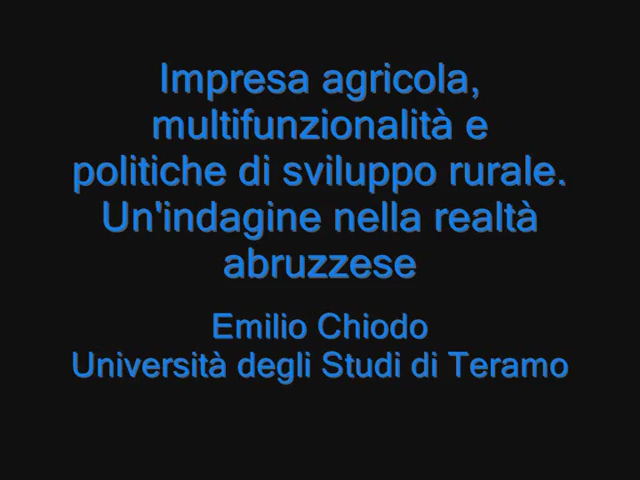 Impresa agricola,
multifunzionalità e
politiche di sviluppo rurale.
Un'indagine nella realtà
abruzzese
Emilio Chiodo
Università degli Studi di Teramo